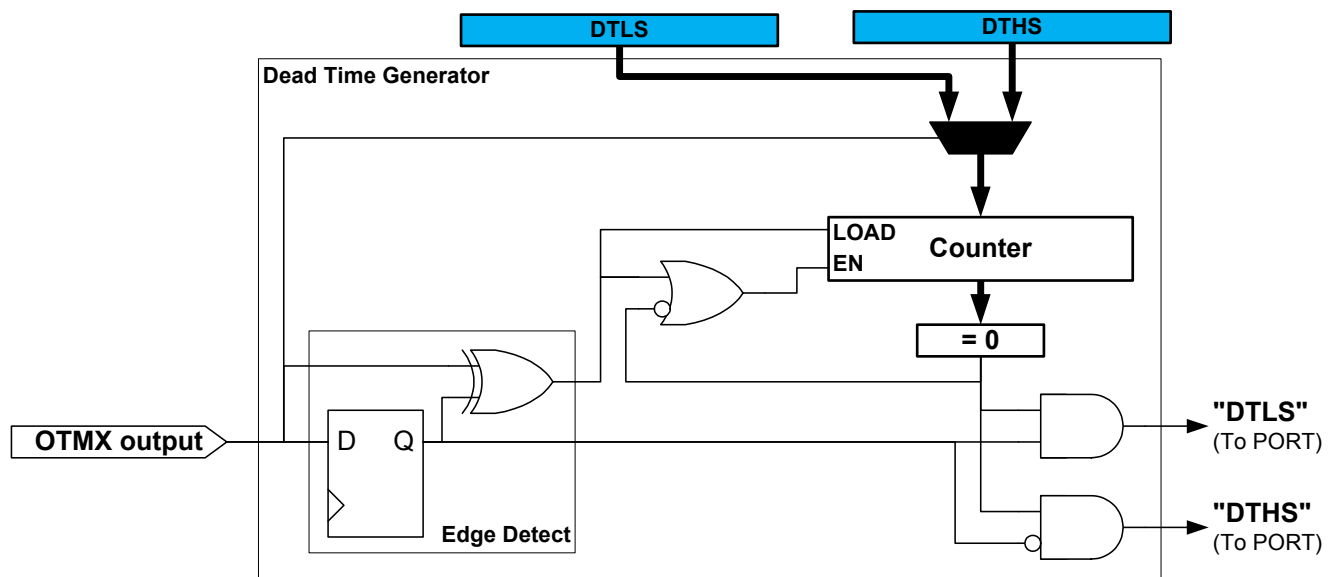 DTLS
DTHS
Dead Time Generator
LOAD
EN
Counter
= 0
OTMX output
D
Q
Edge Detect
"DTLS"
(To PORT)
"DTHS"
(To PORT)